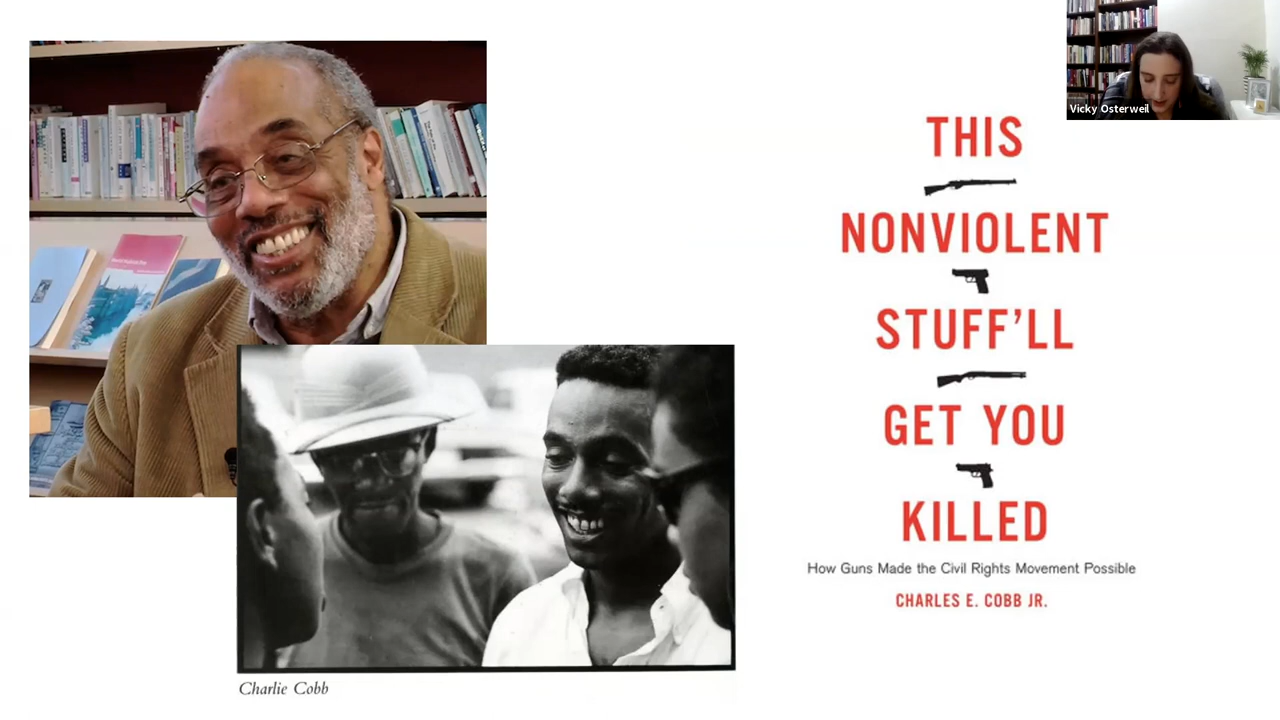 Vicky Osterweil
THIS
NONVIOLENT
STUFF'LL
GET YOU
KILLED
How Guns Made the Civil Rights Movement Possible
CHARLES E. COBB JR.
Charlie Cobb